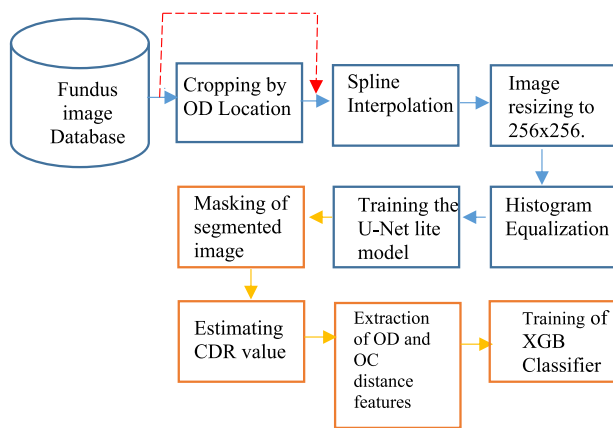 Fundus
image
Database
Cropping by
OD Location
Spline
Interpolation
Image
resizing to
256x256.
Histogram
Equalization
Training the
U-Net lite
model
Masking of
segmented
image
Estimating
CDR value
Extraction
of OD and
OC
distance
features
Training of
XGB
Classifier